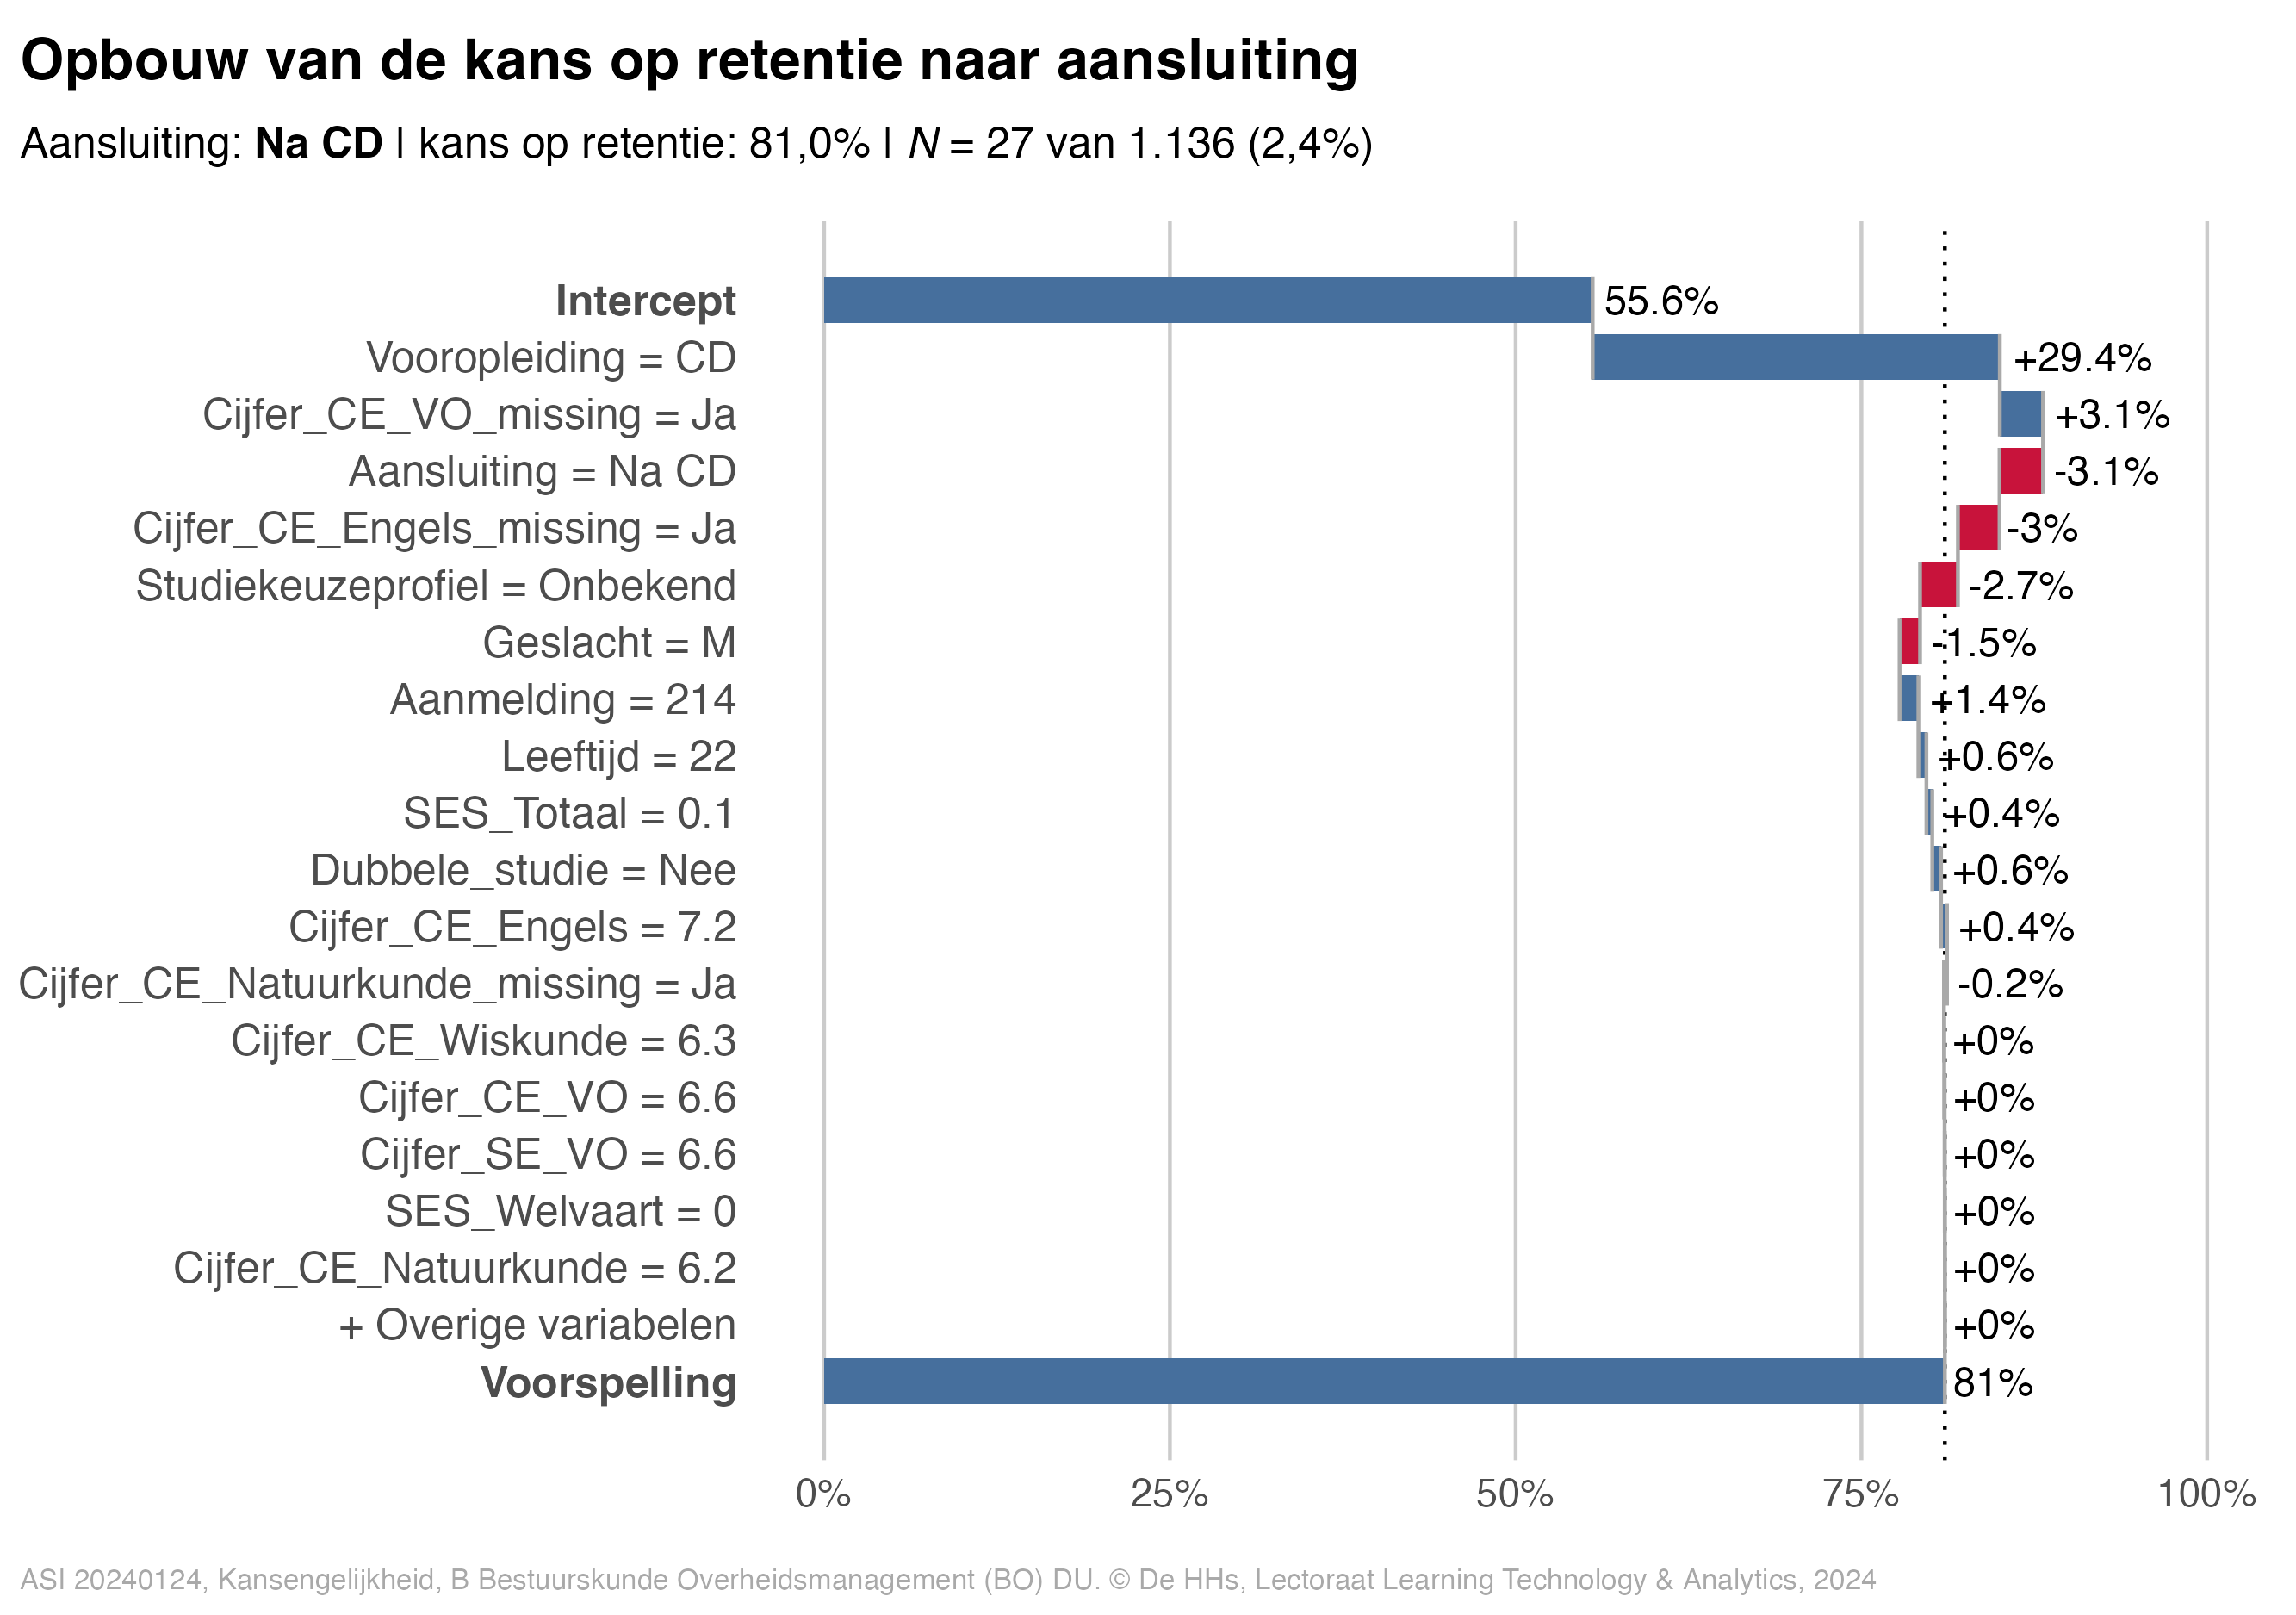 Opbouw van de kans op retentie naar aansluiting
Aansluiting: Na CD | kans op retentie: 81,0% | N = 27 van 1.136 (2,4%)
Intercept 55.6%
Vooropleiding = CD +29.4%
Cijfer_CE_VO_missing = Ja +3.1%
Aansluiting = Na CD -3.1%
Cijfer_CE_Engels_missing = Ja -3%
Studiekeuzeprofiel = Onbekend -2.7%
Geslacht = M -1.5%
Aanmelding = 214 +1.4%
Leeftijd = 22 +0.6%
SES_Totaal = 0.1 +0.4%
Dubbele_studie = Nee +0.6%
Cijfer_CE_Engels = 7.2 +0.4%
Cijfer_CE_Natuurkunde_missing = Ja -0.2%
Cijfer_CE_Wiskunde = 6.3 +0%
Cijfer_CE_VO = 6.6 +0%
Cijfer_SE_VO = 6.6 +0%
SES_Welvaart = 0 +0%
Cijfer_CE_Natuurkunde = 6.2 +0%
+ Overige variabelen +0%
Voorspelling 81%
0% 25% 50% 75% 100%
ASI 20240124, Kansengelijkheid, B Bestuurskunde Overheidsmanagement (BO) DU. © De HHs, Lectoraat Learning Technology & Analytics, 2024